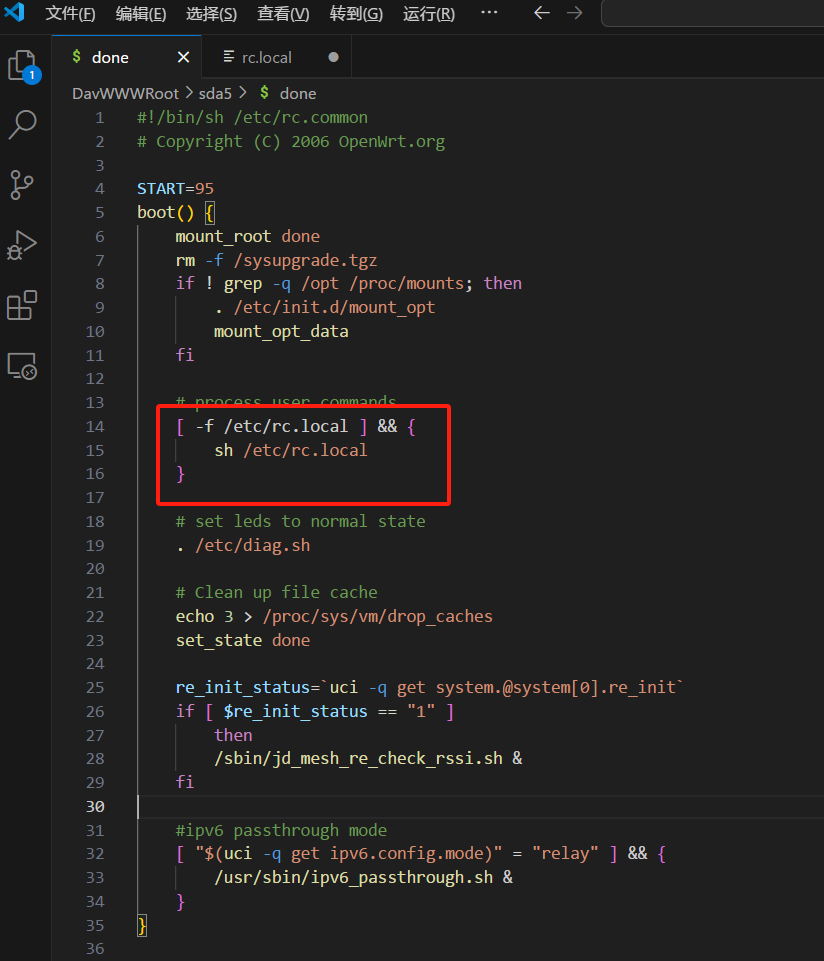 文件(F) 编辑(E) 选择(S) 查看(V) 转到(G) 运行(R) ··· ← →
1
$ done × rc.local ●
DavWWWRoot > sda5 > $ done
1 #!/bin/sh /etc/rc.common
2 # Copyright (C) 2006 OpenWrt.org
3
4 START=95
5 boot() {
6 mount_root done
7 rm -f /sysupgrade.tgz
8 if ! grep -q /opt /proc/mounts; then
9 . /etc/init.d/mount_opt
10 mount_opt_data
11 fi
12
13 # process user commands
14 [ -f /etc/rc.local ] && {
15 sh /etc/rc.local
16 }
17
18 # set leds to normal state
19 . /etc/diag.sh
20
21 # Clean up file cache
22 echo 3 > /proc/sys/vm/drop_caches
23 set_state done
24
25 re_init_status=`uci -q get system.@system[0].re_init`
26 if [ $re_init_status == "1" ]
27 then
28 /sbin/jd_mesh_re_check_rssi.sh &
29 fi
30
31 #ipv6 passthrough mode
32 [ "$(uci -q get ipv6.config.mode)" = "relay" ] && {
33 /usr/sbin/ipv6_passthrough.sh &
34 }
35 }
36